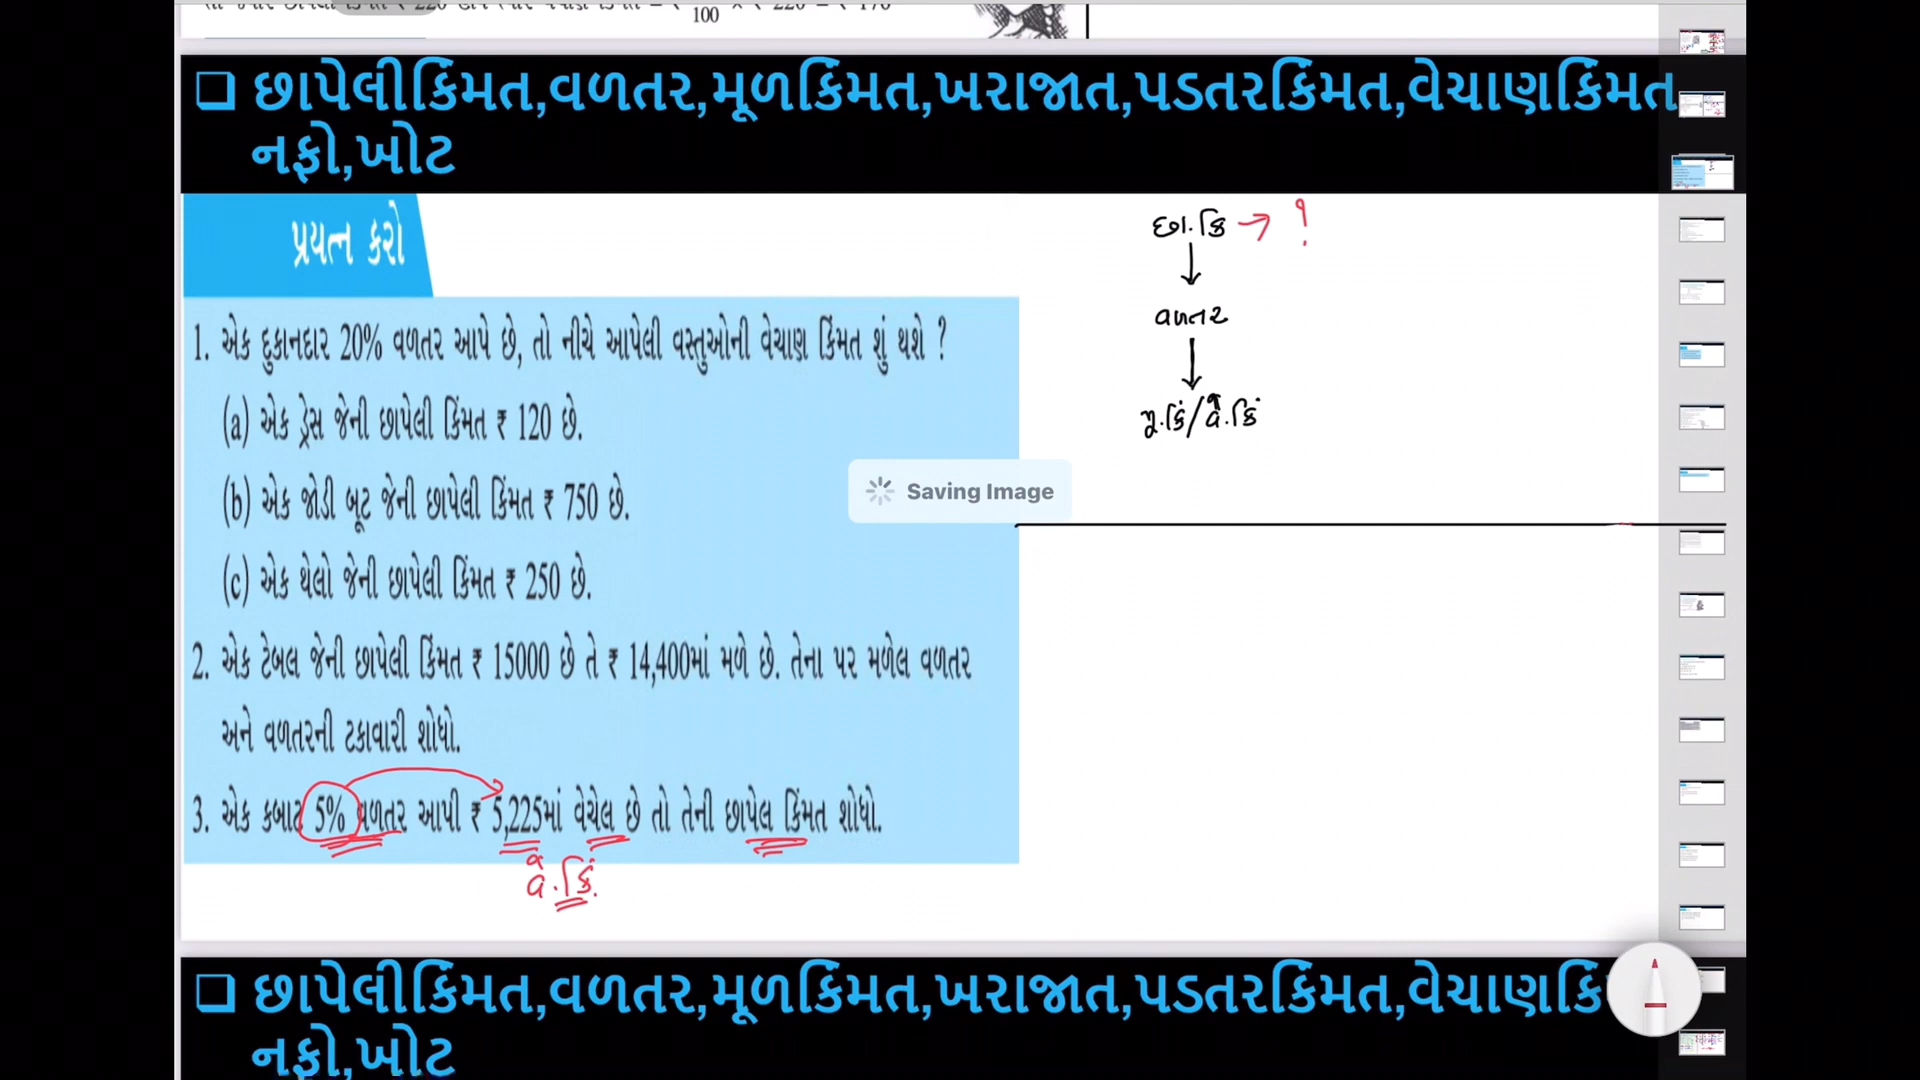 100 × ₹ 220 = ₹ 176
❑ છાપેલીકિંમત,વળતર,મૂળકિંમત,ખરાજાત,પડતરકિંમત,વેચાણકિંમત
નફો,ખોટ
પ્રયત્ન કરો
1. એક દુકાનદાર 20% વળતર આપે છે, તો નીચે આપેલી વસ્તુઓની વેચાણ કિંમત શું થશે ?
(a) એક ડ્રેસ જેની છાપેલી કિંમત ₹ 120 છે.
(b) એક જોડી બૂટ જેની છાપેલી કિંમત ₹ 750 છે.
(c) એક થેલો જેની છાપેલી કિંમત ₹ 250 છે.
2. એક ટેબલ જેની છાપેલી કિંમત ₹ 15000 છે તે ₹ 14,400માં મળે છે. તેના પર મળેલ વળતર
અને વળતરની ટકાવારી શોધો.
3. એક કબાટ 5% વળતર આપી ₹ 5,225માં વેચેલ છે તો તેની છાપેલ કિંમત શોધો.
વે.કિં.
છા.કિ → ?
વળતર
મૂ.કિં/વે.કિં
Saving Image
❑ છાપેલીકિંમત,વળતર,મૂળકિંમત,ખરાજાત,પડતરકિંમત,વેચાણકિં
નફો,ખોટ